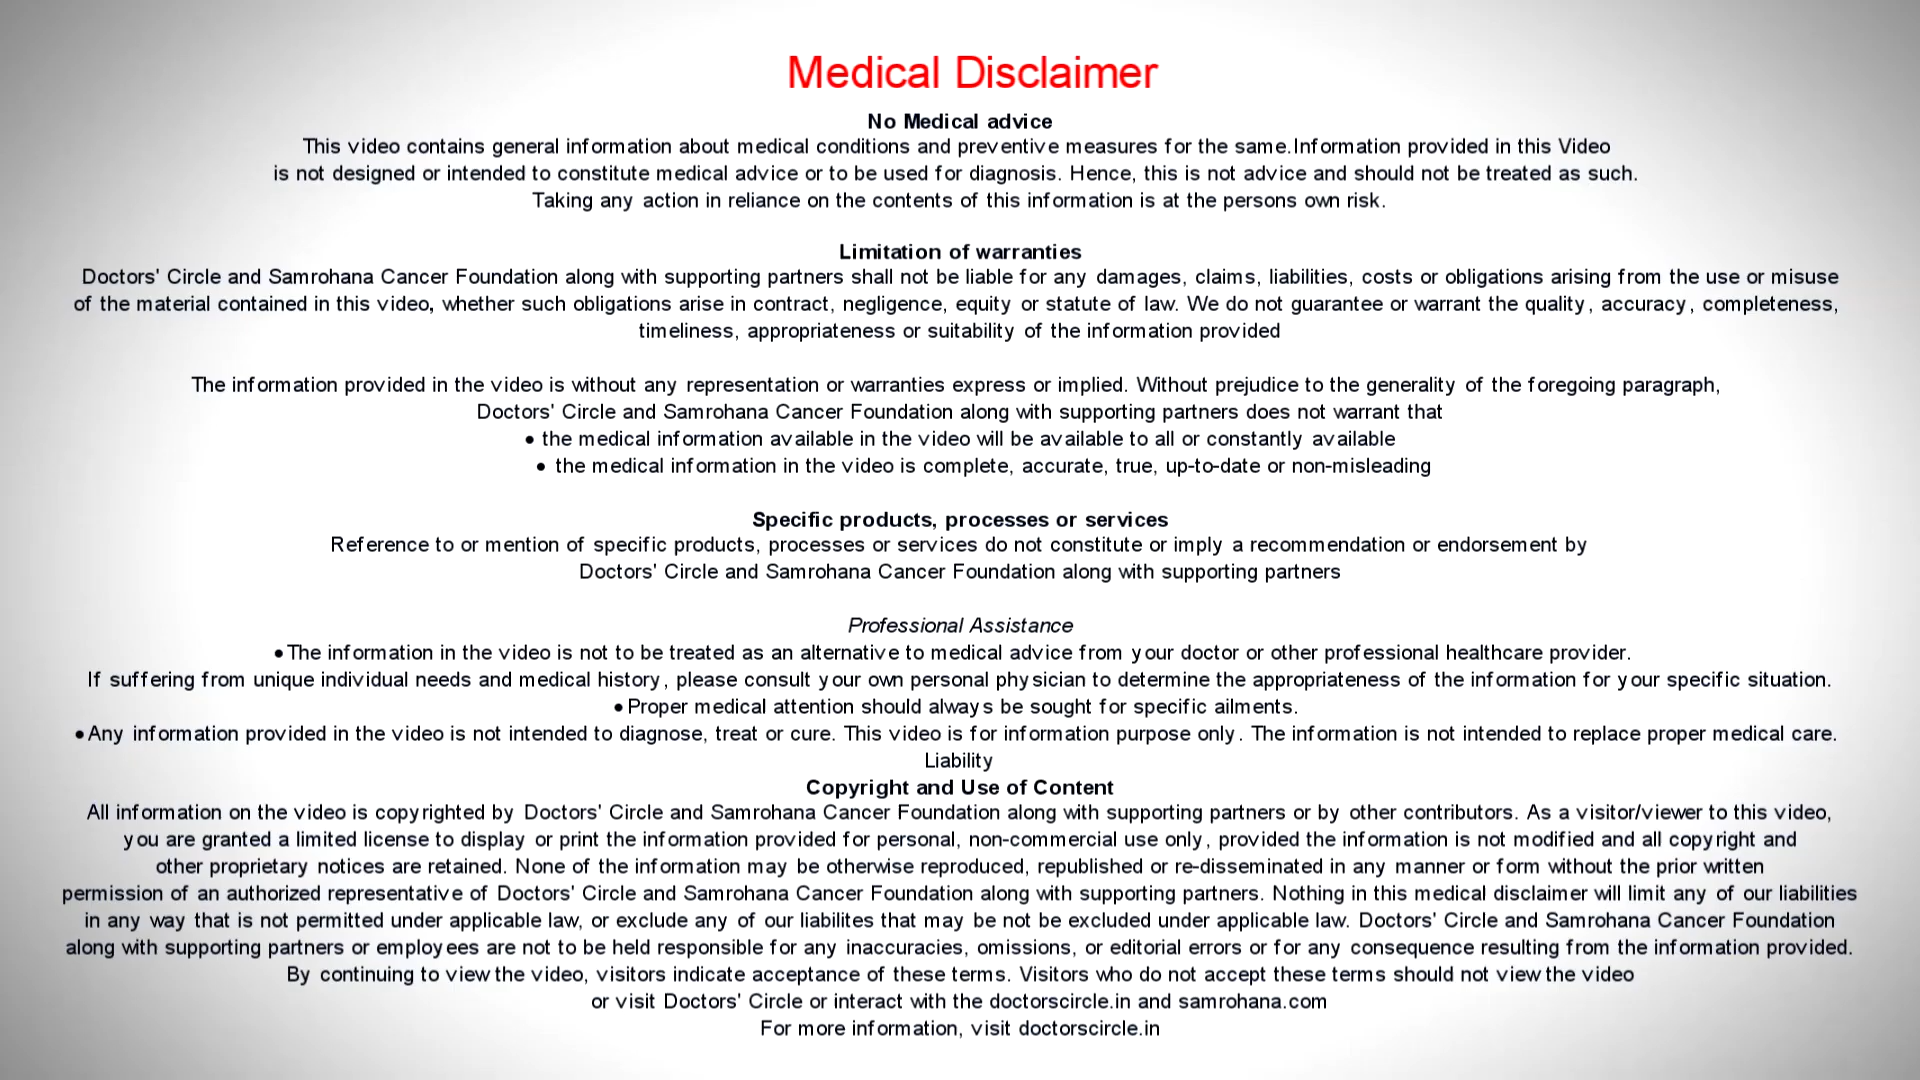 Medical Disclaimer
No Medical advice
This video contains general information about medical conditions and preventive measures for the same.Information provided in this Video
is not designed or intended to constitute medical advice or to be used for diagnosis. Hence, this is not advice and should not be treated as such.
Taking any action in reliance on the contents of this information is at the persons own risk.
Limitation of warranties
Doctors' Circle and Samrohana Cancer Foundation along with supporting partners shall not be liable for any damages, claims, liabilities, costs or obligations arising from the use or misuse
of the material contained in this video, whether such obligations arise in contract, negligence, equity or statute of law. We do not guarantee or warrant the quality, accuracy, completeness,
timeliness, appropriateness or suitability of the information provided
The information provided in the video is without any representation or warranties express or implied. Without prejudice to the generality of the foregoing paragraph,
Doctors' Circle and Samrohana Cancer Foundation along with supporting partners does not warrant that
• the medical information available in the video will be available to all or constantly available
• the medical information in the video is complete, accurate, true, up-to-date or non-misleading
Specific products, processes or services
Reference to or mention of specific products, processes or services do not constitute or imply a recommendation or endorsement by
Doctors' Circle and Samrohana Cancer Foundation along with supporting partners
Professional Assistance
•The information in the video is not to be treated as an alternative to medical advice from your doctor or other professional healthcare provider.
If suffering from unique individual needs and medical history, please consult your own personal physician to determine the appropriateness of the information for your specific situation.
•Proper medical attention should always be sought for specific ailments.
•Any information provided in the video is not intended to diagnose, treat or cure. This video is for information purpose only. The information is not intended to replace proper medical care.
Liability
Copyright and Use of Content
All information on the video is copyrighted by Doctors' Circle and Samrohana Cancer Foundation along with supporting partners or by other contributors. As a visitor/viewer to this video,
you are granted a limited license to display or print the information provided for personal, non-commercial use only, provided the information is not modified and all copyright and
other proprietary notices are retained. None of the information may be otherwise reproduced, republished or re-disseminated in any manner or form without the prior written
permission of an authorized representative of Doctors' Circle and Samrohana Cancer Foundation along with supporting partners. Nothing in this medical disclaimer will limit any of our liabilities
in any way that is not permitted under applicable law, or exclude any of our liabilites that may be not be excluded under applicable law. Doctors' Circle and Samrohana Cancer Foundation
along with supporting partners or employees are not to be held responsible for any inaccuracies, omissions, or editorial errors or for any consequence resulting from the information provided.
By continuing to view the video, visitors indicate acceptance of these terms. Visitors who do not accept these terms should not view the video
or visit Doctors' Circle or interact with the doctorscircle.in and samrohana.com
For more information, visit doctorscircle.in